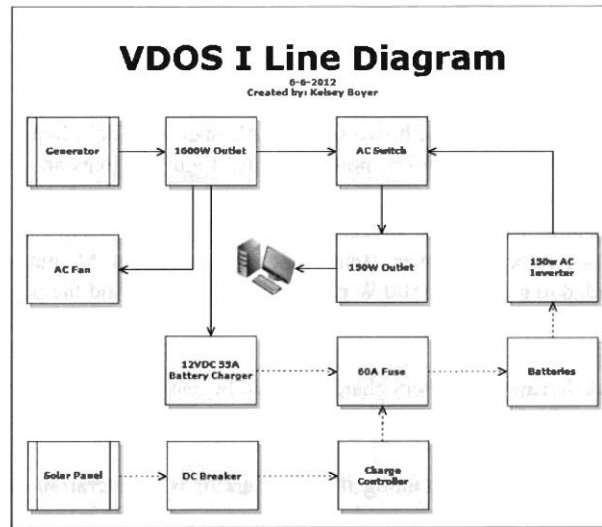 VDOS I Line Diagram
6-6-2012
Created by: Kelsey Boyer
Generator
1600W Outlet
AC Switch
AC Fan
150W Outlet
150w AC
Inverter
12VDC 55A
Battery Charger
60A Fuse
Batteries
Solar Panel
DC Breaker
Charge
Controller